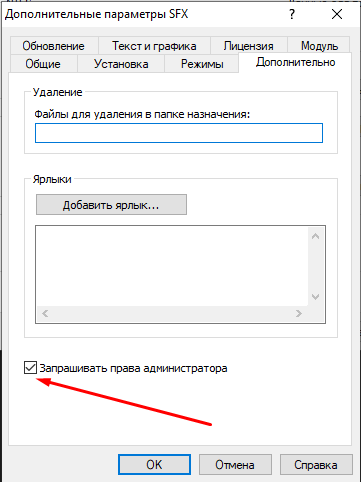 Дополнительные параметры SFX
? ×
Обновление Текст и графика Лицензия Модуль
Общие Установка Режимы Дополнительно
Удаление
Файлы для удаления в папке назначения:
Ярлыки
Добавить ярлык...
Запрашивать права администратора
OK Отмена Справка